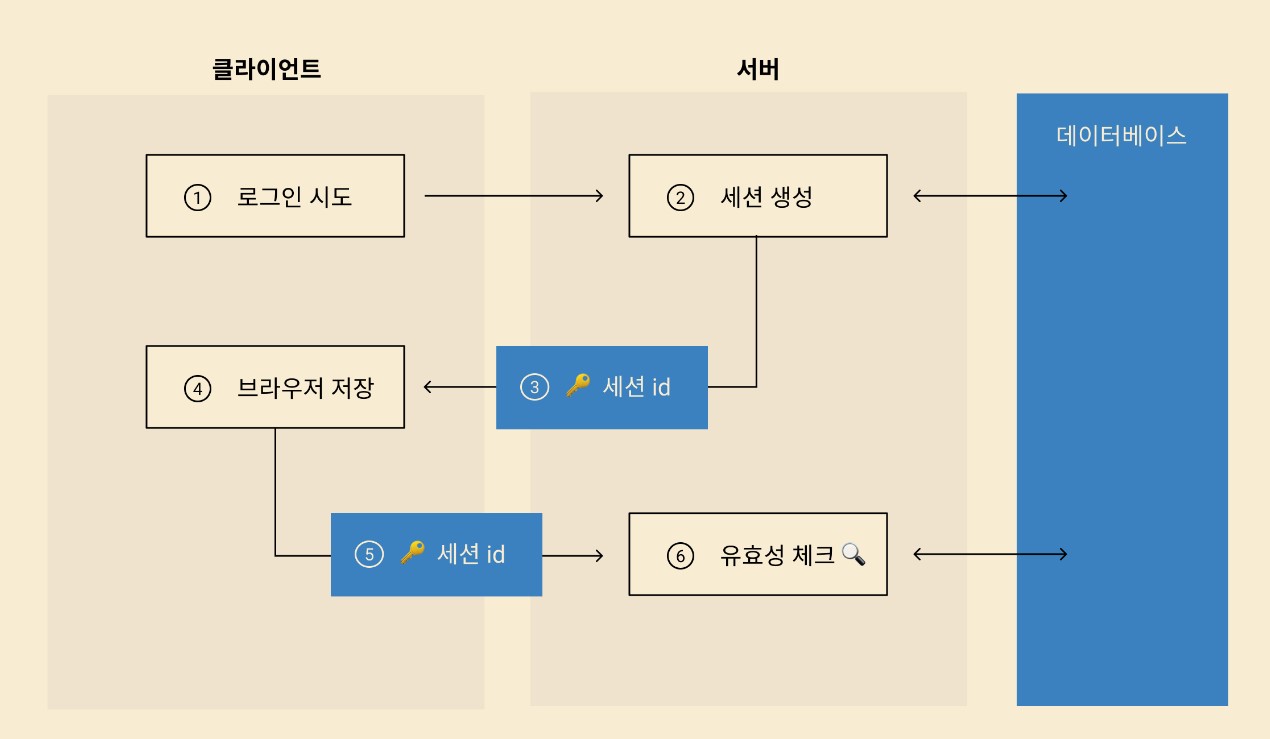 클라이언트
서버
데이터베이스
① 로그인 시도
② 세션 생성
④ 브라우저 저장
③ 🔑 세션 id
⑤ 🔑 세션 id
⑥ 유효성 체크 🔍